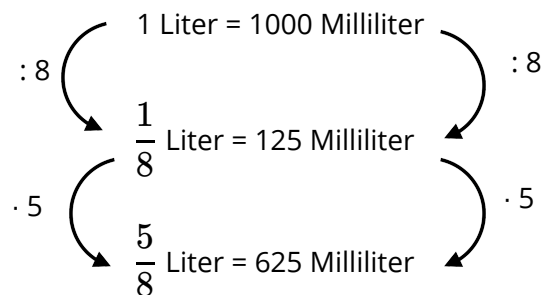 1 Liter = 1000 Milliliter
: 8 : 8
1/8 Liter = 125 Milliliter
· 5 · 5
5/8 Liter = 625 Milliliter